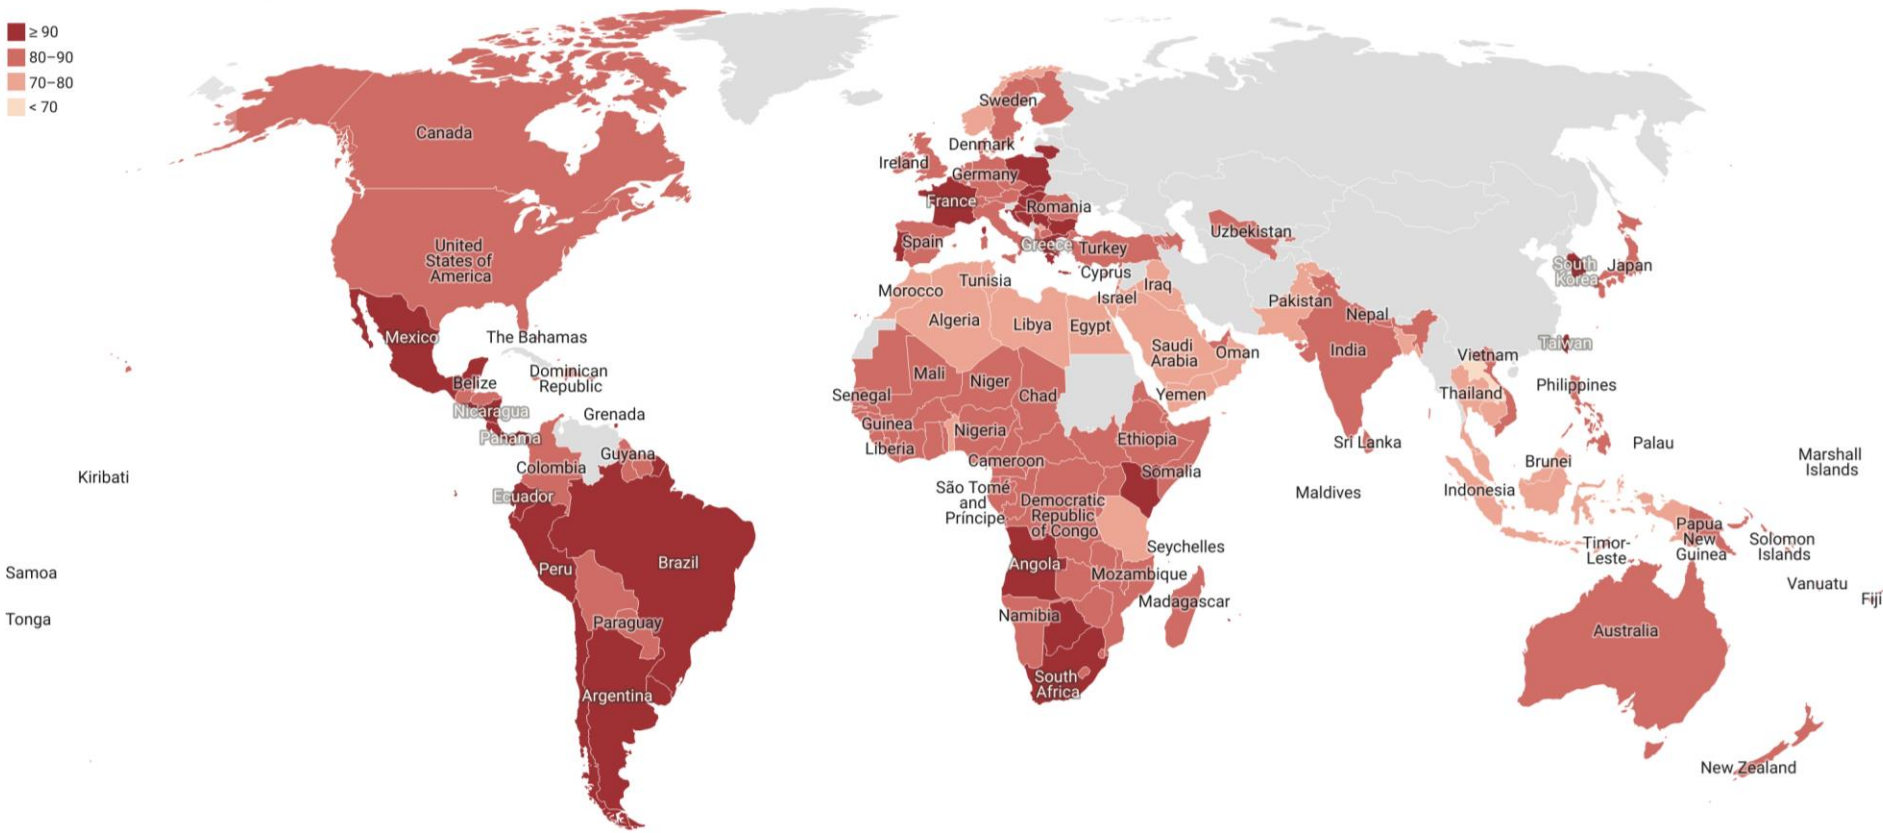 ≥ 90
80–90
70–80
< 70
Canada
United
States of
America
Mexico
The Bahamas
Belize
Dominican
Republic
Nicaragua
Grenada
Panama
Guyana
Colombia
Ecuador
Kiribati
Peru
Brazil
Samoa
Tonga
Paraguay
Argentina
Sweden
Denmark
Ireland
Germany
France
Romania
Spain
Greece
Turkey
Cyprus
Tunisia
Morocco
Israel
Iraq
Algeria
Libya
Egypt
Saudi
Arabia
Oman
Yemen
Mali
Niger
Chad
Senegal
Guinea
Nigeria
Liberia
Ethiopia
Cameroon
Somalia
São Tomé
and
Príncipe
Democratic
Republic
of Congo
Seychelles
Angola
Mozambique
Namibia
Madagascar
South
Africa
Uzbekistan
Pakistan
Nepal
India
Sri Lanka
Maldives
South
Korea
Japan
Taiwan
Vietnam
Thailand
Philippines
Palau
Brunei
Indonesia
Marshall
Islands
Papua
New
Guinea
Solomon
Islands
Timor-
Leste
Vanuatu
Fiji
Australia
New Zealand